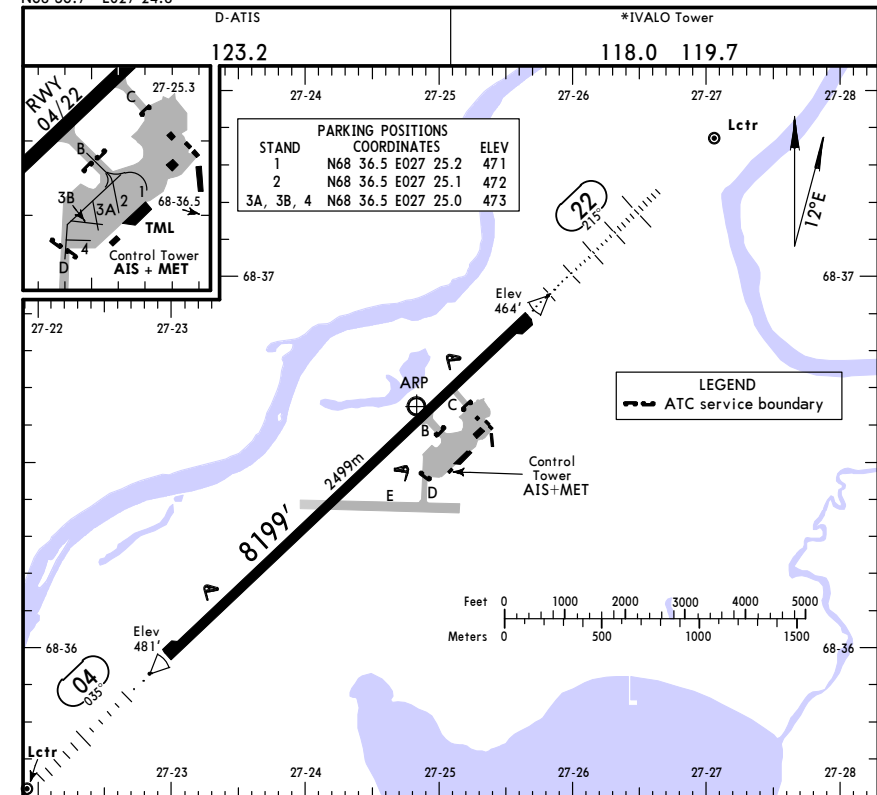 D-ATIS
*IVALO Tower
123.2
118.0 119.7
RWY
04/22
27-25.3
C
B
3B
3A
2
1
68-36.5
TML
4
D
Control Tower
AIS + MET
27-24
27-25
27-26
27-27
27-28
PARKING POSITIONS
STAND COORDINATES ELEV
1 N68 36.5 E027 25.2 471
2 N68 36.5 E027 25.1 472
3A, 3B, 4 N68 36.5 E027 25.0 473
Lctr
12°E
22
215°
68-37
68-37
Elev
464'
27-22
27-23
ARP
C
B
LEGEND
ATC service boundary
Control
Tower
AIS+MET
E
D
2499m
8199'
Feet 0 1000 2000 3000 4000 5000
Meters 0 500 1000 1500
Elev
481'
68-36
68-36
04
035°
Lctr
27-23
27-24
27-25
27-26
27-27
27-28